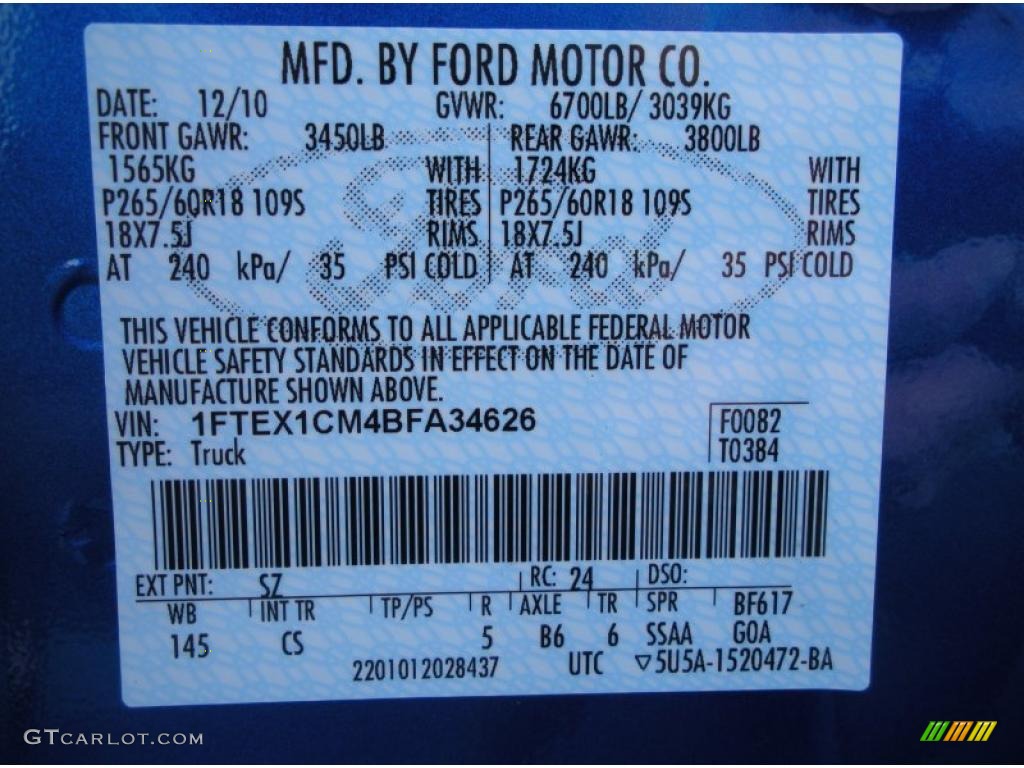 MFD. BY FORD MOTOR CO.
DATE: 12/10 GVWR: 6700LB/ 3039KG
FRONT GAWR: 3450LB REAR GAWR: 3800LB
1565KG WITH 1724KG WITH
P265/60R18 109S TIRES P265/60R18 109S TIRES
18X7.5J RIMS 18X7.5J RIMS
AT 240 kPa/ 35 PSI COLD AT 240 kPa/ 35 PSI COLD
Ford
THIS VEHICLE CONFORMS TO ALL APPLICABLE FEDERAL MOTOR
VEHICLE SAFETY STANDARDS IN EFFECT ON THE DATE OF
MANUFACTURE SHOWN ABOVE.
VIN: 1FTEX1CM4BFA34626 F0082
TYPE: Truck T0384
EXT PNT: SZ RC: 24 DSO:
WB INT TR TP/PS R AXLE TR SPR BF617
145 CS 5 B6 6 SSAA GOA
2201012028437 UTC ▽5U5A-1520472-BA
GTCARLOT.COM